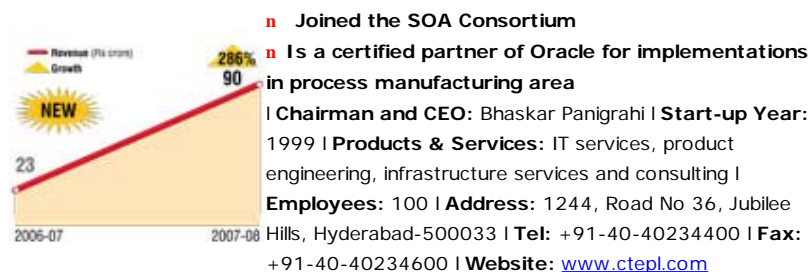 Revenue (Rs crore)
Growth
286%
90
NEW
23
2006-07
2007-08
n Joined the SOA Consortium
n Is a certified partner of Oracle for implementations
in process manufacturing area
l Chairman and CEO: Bhaskar Panigrahi l Start-up Year:
1999 l Products & Services: IT services, product
engineering, infrastructure services and consulting l
Employees: 100 l Address: 1244, Road No 36, Jubilee
Hills, Hyderabad-500033 l Tel: +91-40-40234400 l Fax:
+91-40-40234600 l Website: www.ctepl.com